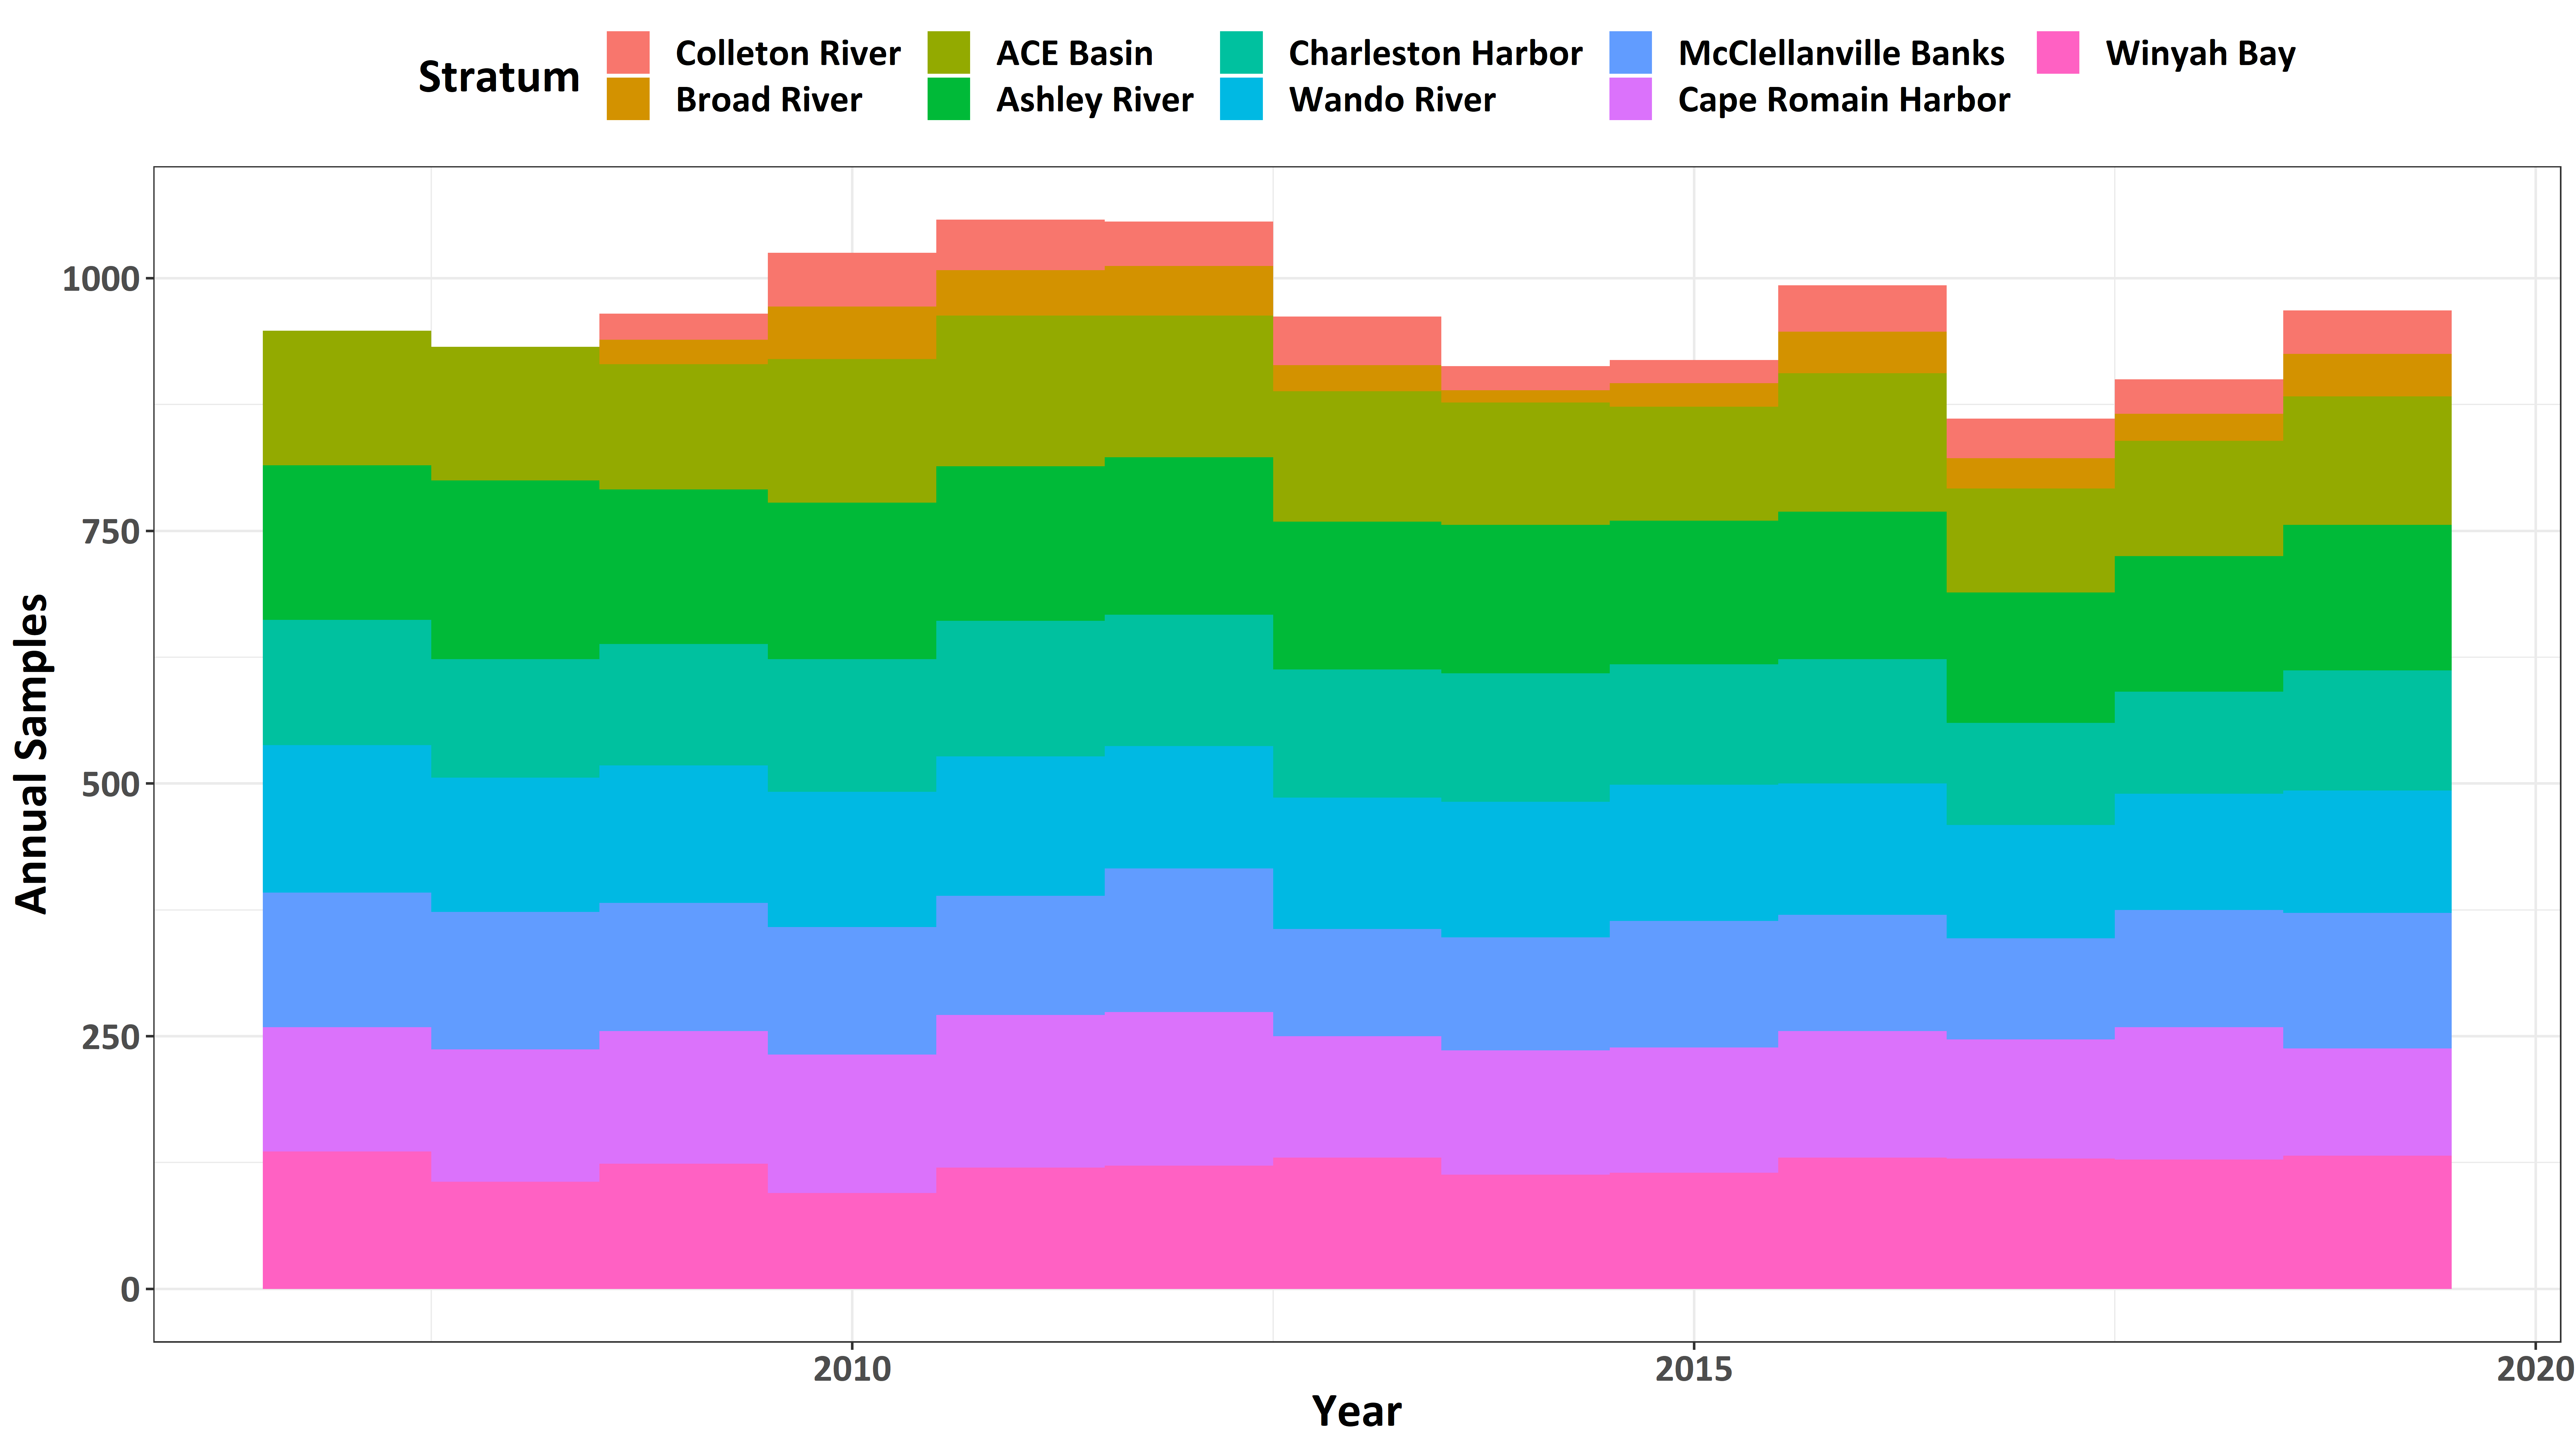 Stratum
Colleton River ACE Basin Charleston Harbor McClellanville Banks Winyah Bay
Broad River Ashley River Wando River Cape Romain Harbor
1000
750
500
250
0
Annual Samples
2010 2015 2020
Year